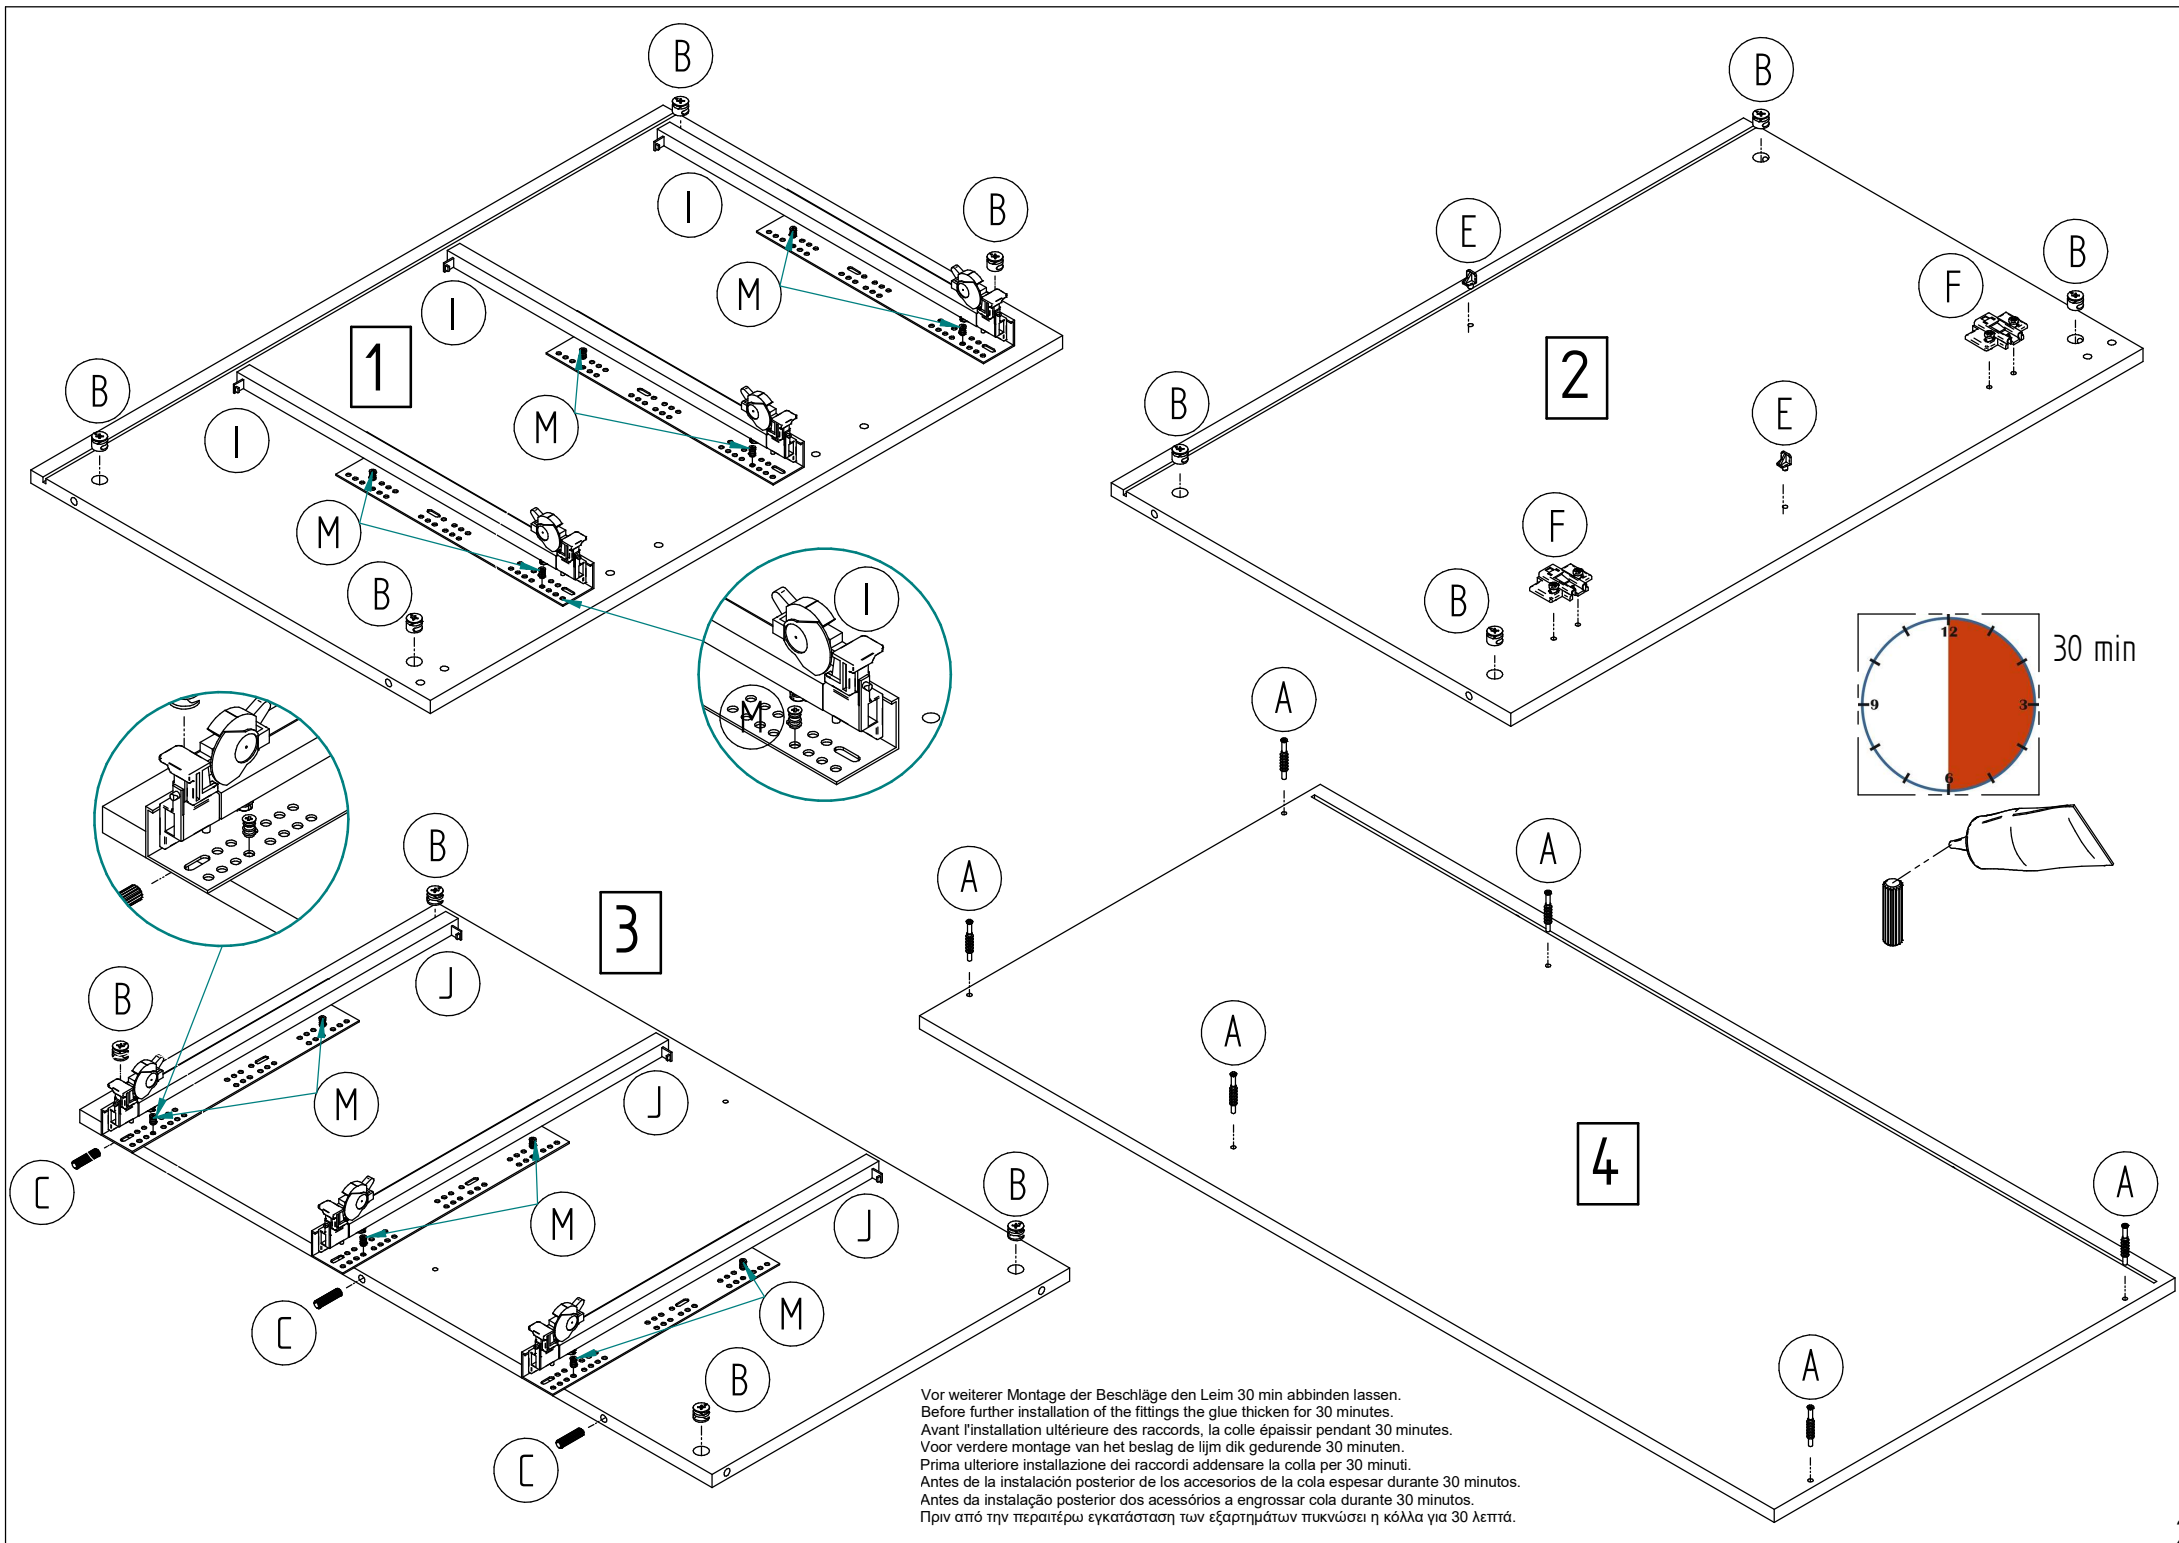 B
B
I
M
I
1
M
B
I
M
B
I
M
B
E
B
F
2
B
E
F
B
12
3
6
9
30 min
B
3
J
B
M
J
C
M
B
J
C
M
B
C
A
A
A
A
4
A
A
Vor weiterer Montage der Beschläge den Leim 30 min abbinden lassen.
Before further installation of the fittings the glue thicken for 30 minutes.
Avant l'installation ultérieure des raccords, la colle épaissir pendant 30 minutes.
Voor verdere montage van het beslag de lijm dik gedurende 30 minuten.
Prima ulteriore installazione dei raccordi addensare la colla per 30 minuti.
Antes de la instalación posterior de los accesorios de la cola espesar durante 30 minutos.
Antes da instalação posterior dos acessórios a engrossar cola durante 30 minutos.
Πριν από την περαιτέρω εγκατάσταση των εξαρτημάτων πυκνώσει η κόλλα για 30 λεπτά.